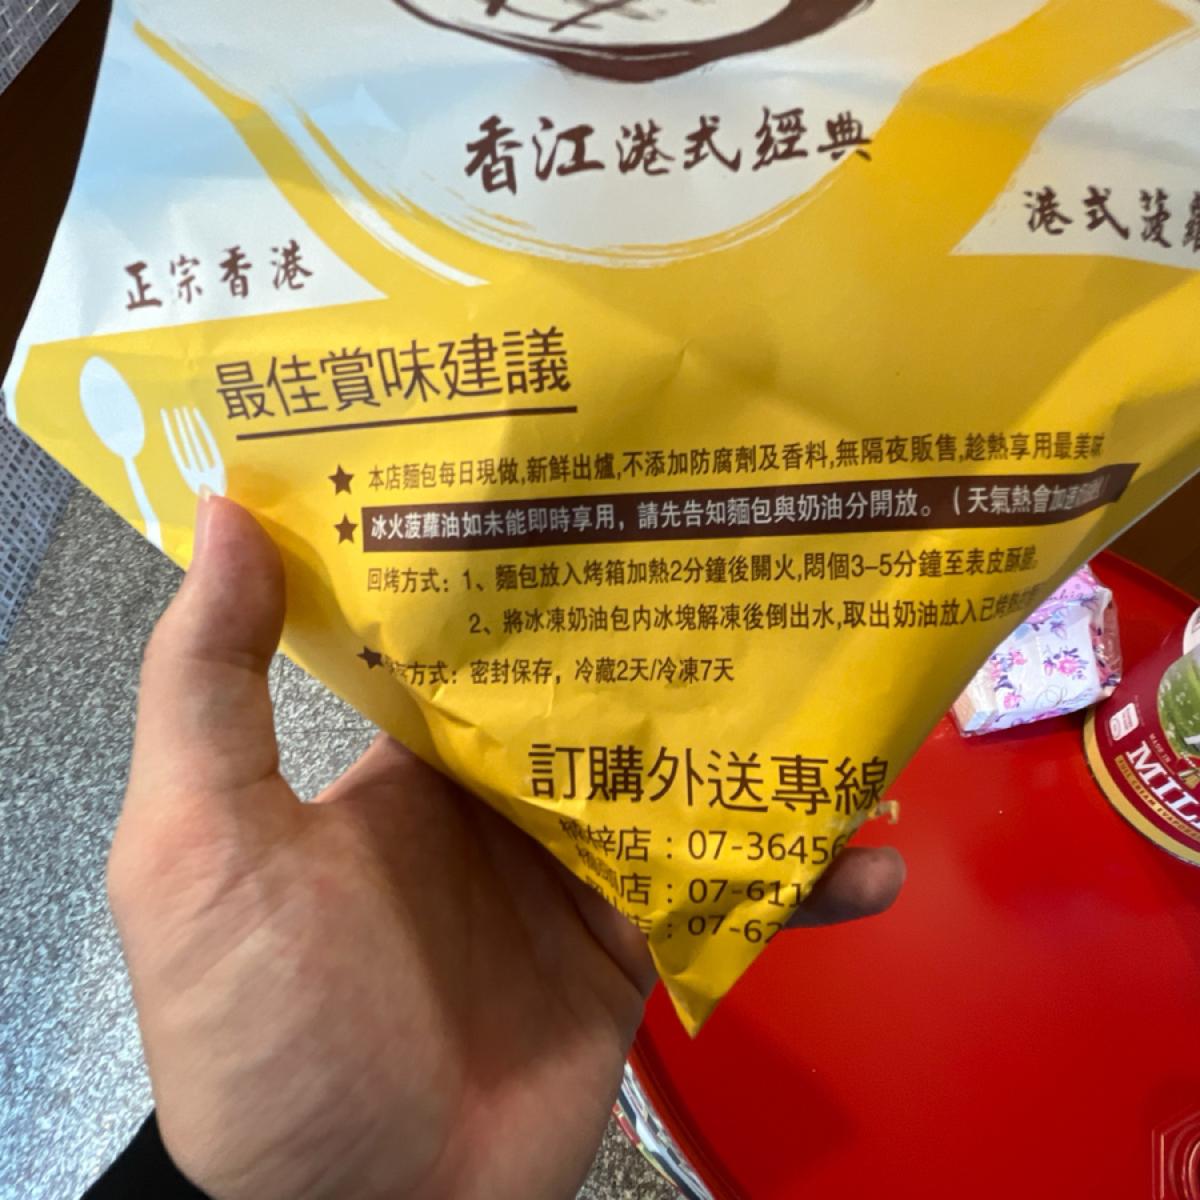 香江港式經典
正宗香港
港式菠
最佳賞味建議
本店麵包每日現做,新鮮出爐,不添加防腐劑及香料,無隔夜販售,趁熱享用最美味
冰火菠蘿油如未能即時享用，請先告知麵包與奶油分開放。(天氣熱會加速
回烤方式：1、麵包放入烤箱加熱2分鐘後關火,悶個3-5分鐘至表皮酥脆。
2、將冰凍奶油包內冰塊解凍後倒出水,取出奶油放入已烤熱
方式：密封保存，冷藏2天/冷凍7天
訂購外送專線
梓店：07-36456
店：07-611
店：07-62
MADE IN
MIL